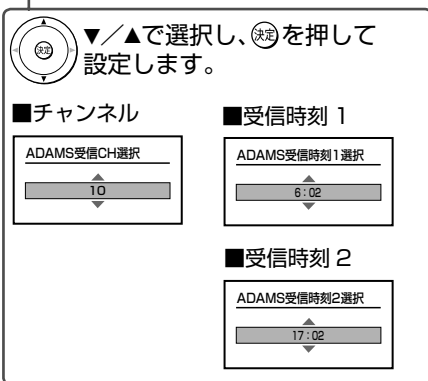 ▼／▲で選択し、決定を押して
設定します。
■チャンネル
ADAMS受信CH選択
10
■受信時刻 1
ADAMS受信時刻1選択
6：02
■受信時刻 2
ADAMS受信時刻2選択
17：02